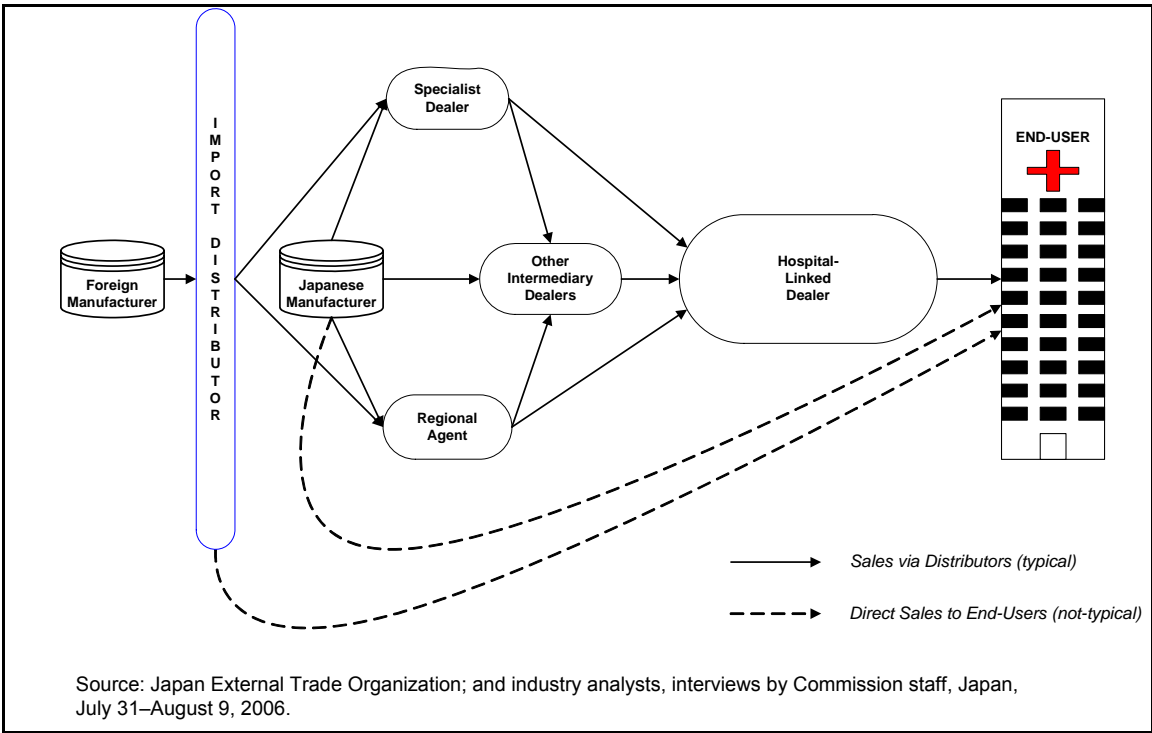 IMPORT DISTRIBUTOR
Specialist
Dealer
END-USER
Foreign
Manufacturer
Japanese
Manufacturer
Other
Intermediary
Dealers
Hospital-
Linked
Dealer
Regional
Agent
Sales via Distributors (typical)
Direct Sales to End-Users (not-typical)
Source: Japan External Trade Organization; and industry analysts, interviews by Commission staff, Japan,
July 31–August 9, 2006.